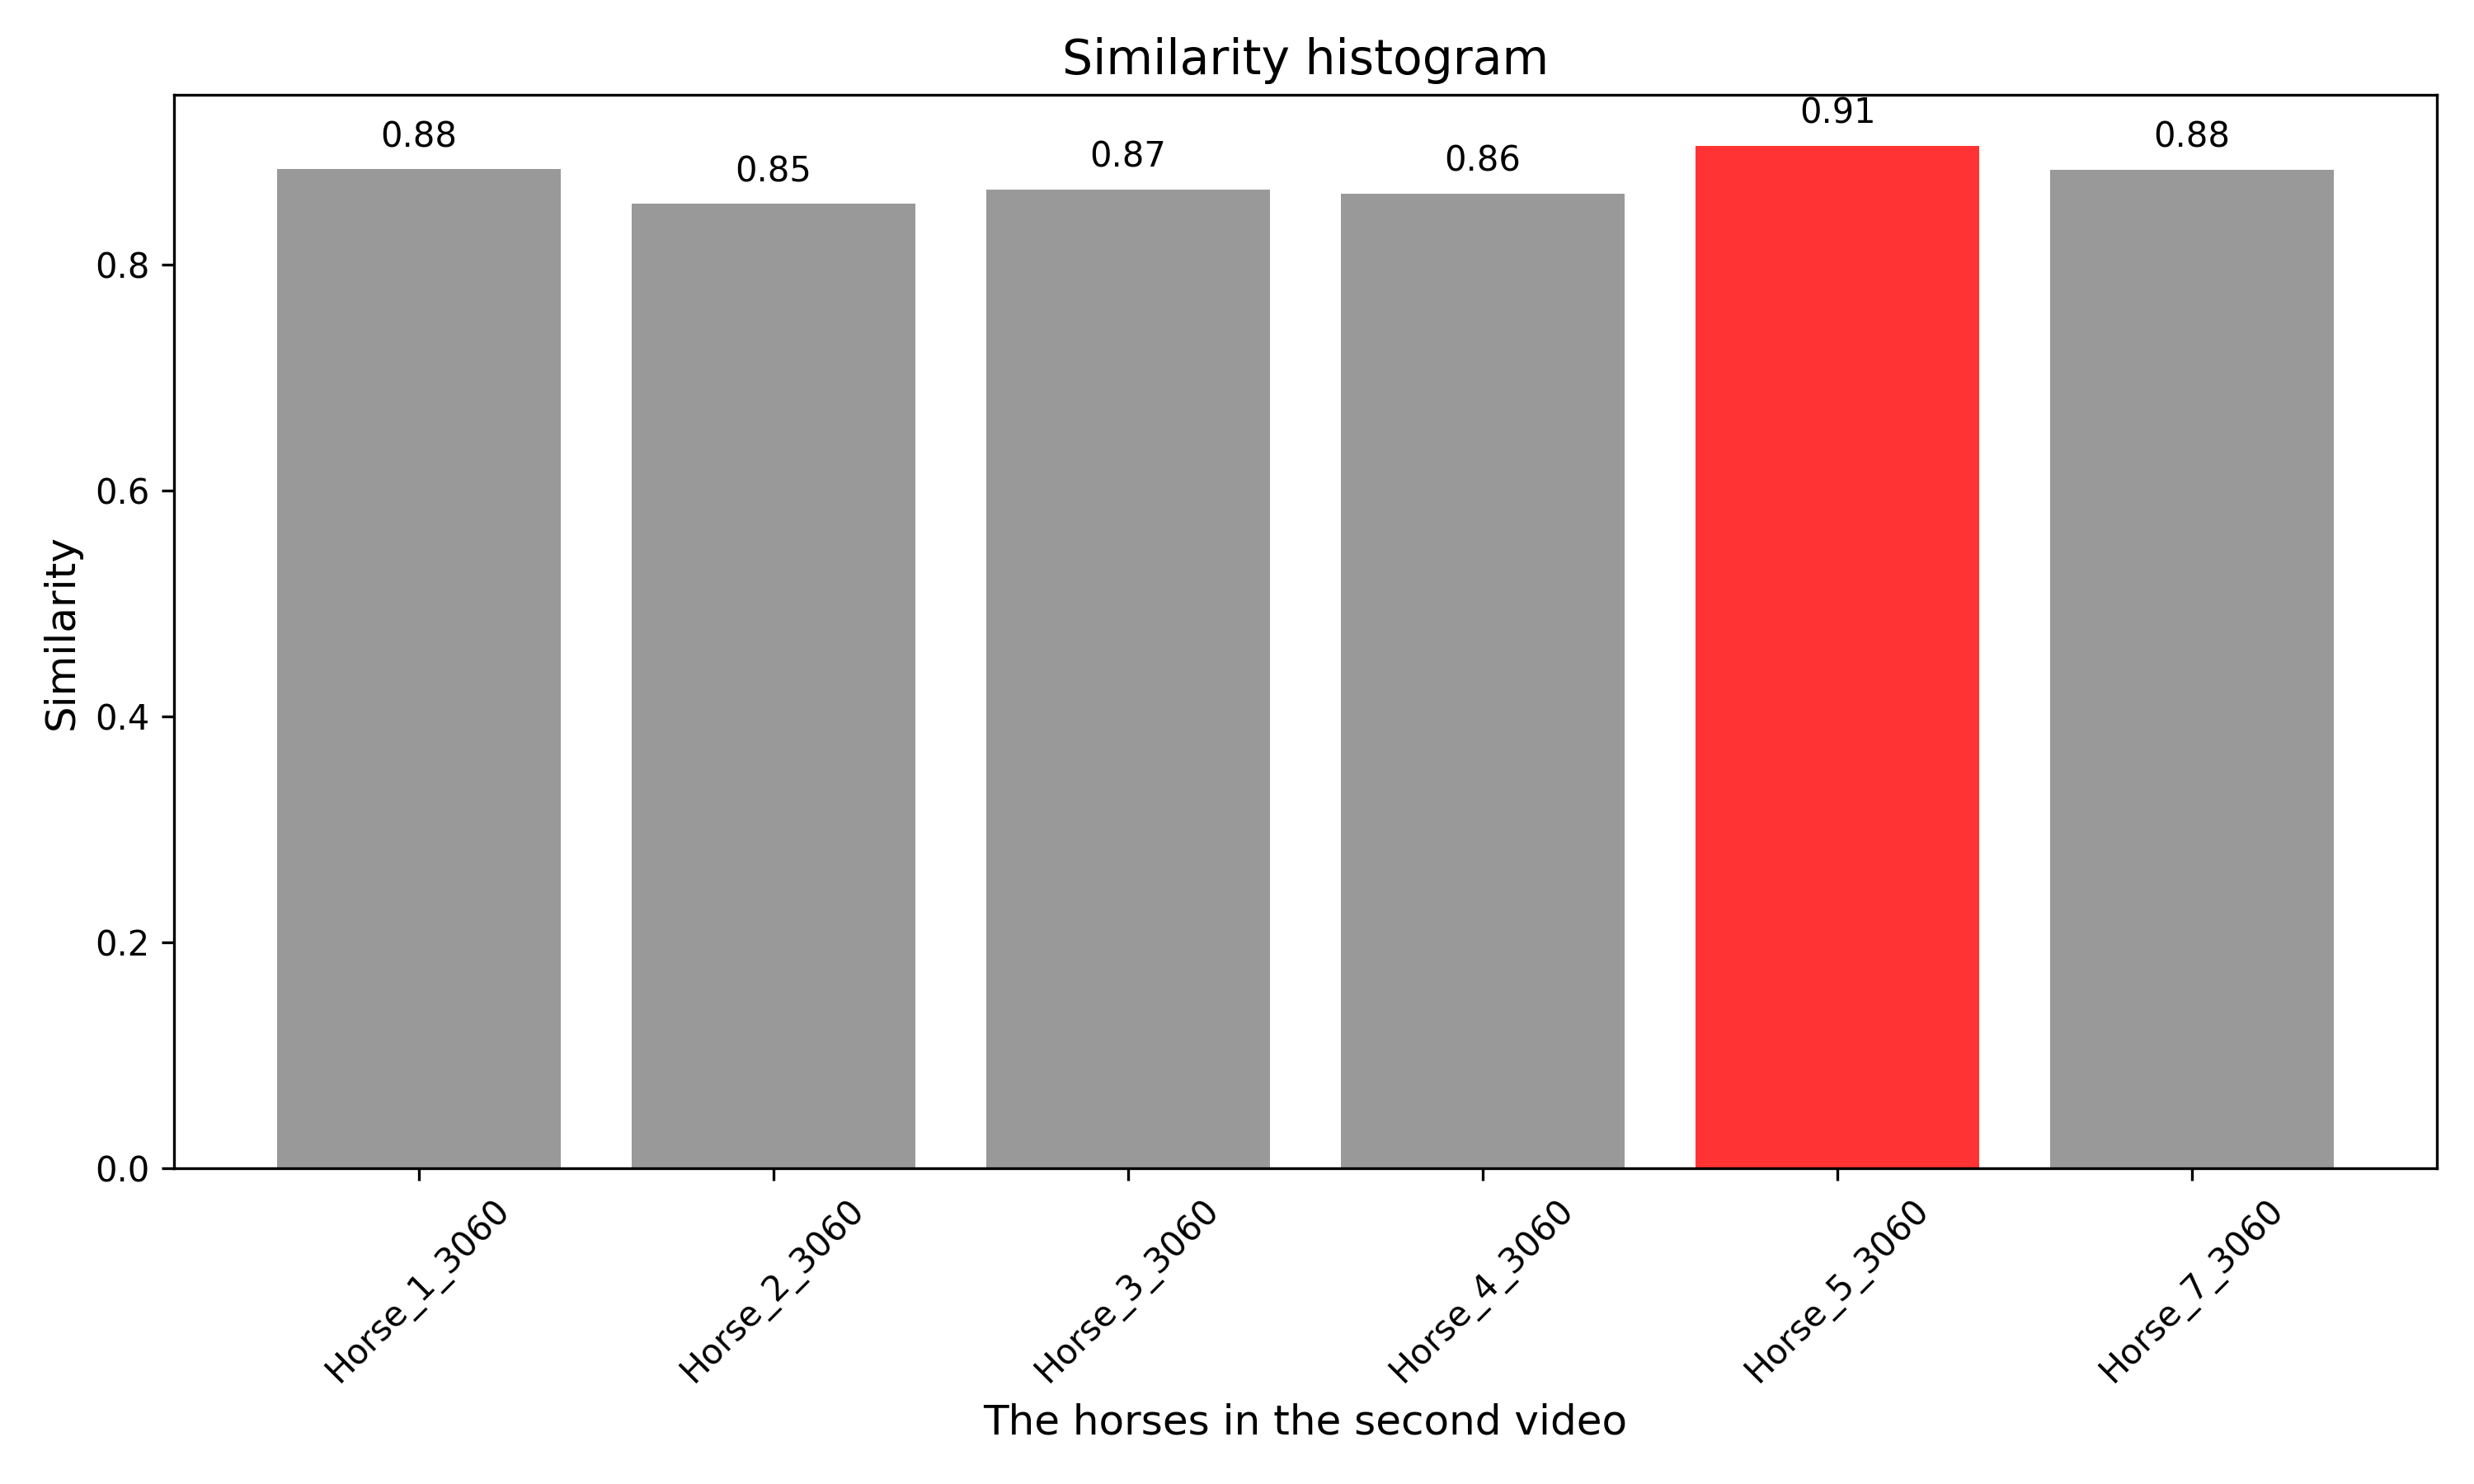 Similarity histogram
0.88
0.85
0.87
0.86
0.91
0.88
Similarity
0.8
0.6
0.4
0.2
0.0
Horse_1_3060
Horse_2_3060
Horse_3_3060
Horse_4_3060
Horse_5_3060
Horse_7_3060
The horses in the second video